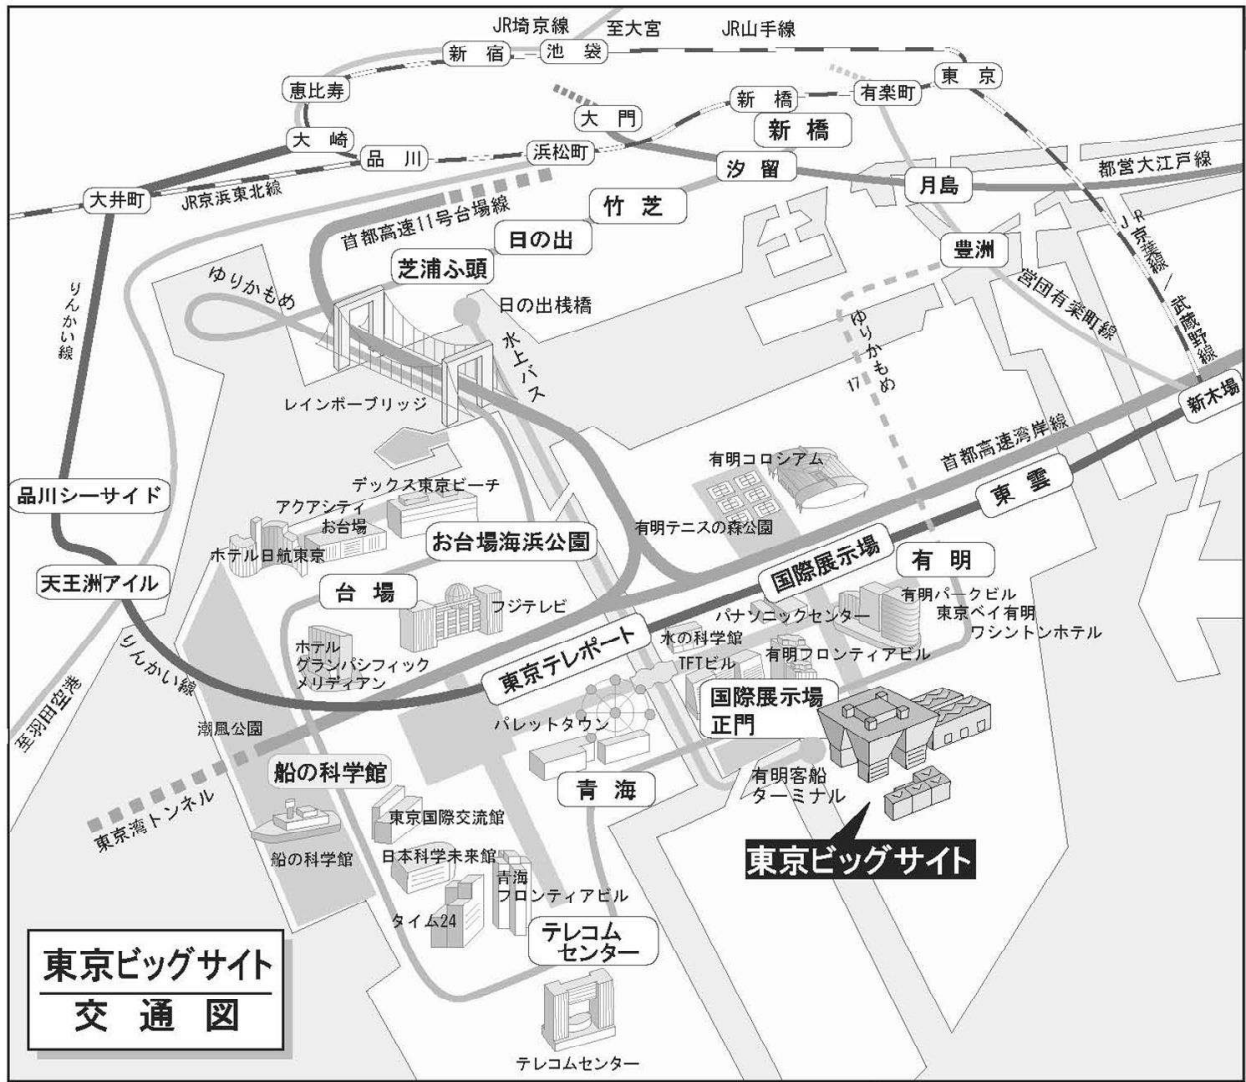 JR埼京線
至大宮
JR山手線
新宿
池袋
東京
恵比寿
新橋
有楽町
大門
新橋
大崎
品川
浜松町
汐留
都営大江戸線
大井町
JR京浜東北線
月島
首都高速11号台場線
竹芝
日の出
芝浦ふ頭
豊洲
JR京葉線/武蔵野線
ゆりかもめ
日の出桟橋
水上バス
営団有楽町線
りんかい線
ゆりかもめ
17
レインボーブリッジ
新木場
首都高速湾岸線
有明コロシアム
東雲
品川シーサイド
デックス東京ビーチ
アクアシティ
お台場
有明テニスの森公園
お台場海浜公園
ホテル日航東京
国際展示場
有明
天王洲アイル
台場
フジテレビ
パナソニックセンター
有明パークビル
東京ベイ有明
ワシントンホテル
水の科学館
ホテル
グランパシフィック
メリディアン
東京テレポート
TFTビル
有明フロンティアビル
りんかい線
国際展示場
正門
至羽田空港
潮風公園
パレットタウン
船の科学館
青海
有明客船
ターミナル
東京湾トンネル
東京国際交流館
船の科学館
日本科学未来館
東京ビッグサイト
青海
フロンティアビル
タイム24
テレコム
センター
東京ビッグサイト
交通図
テレコムセンター